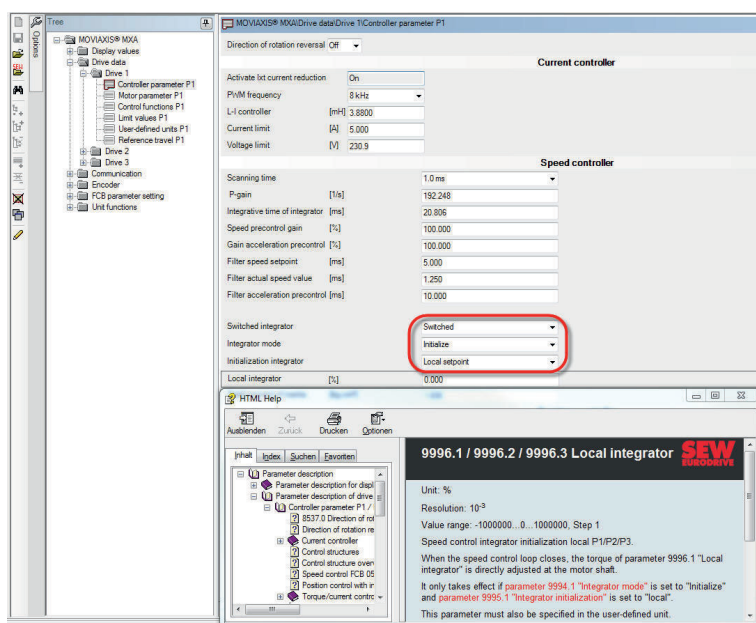 Options
Tree
MOVIAXIS® MXA
Display values
Drive data
Drive 1
Controller parameter P1
Motor parameter P1
Control functions P1
Limit values P1
User-defined units P1
Reference travel P1
Drive 2
Drive 3
Communication
Encoder
FCB parameter setting
Unit functions
MOVIAXIS® MXA\Drive data\Drive 1\Controller parameter P1
Direction of rotation reversal Off
Current controller
Activate Ixt current reduction On
PWM frequency 8 kHz
L-I controller [mH] 3.8800
Current limit [A] 5.000
Voltage limit [V] 230.9
Speed controller
Scanning time 1.0 ms
P-gain [1/s] 192.248
Integrative time of integrator [ms] 20.806
Speed precontrol gain [%] 100.000
Gain acceleration precontrol [%] 100.000
Filter speed setpoint [ms] 5.000
Filter actual speed value [ms] 1.250
Filter acceleration precontrol [ms] 10.000
Switched integrator Switched
Integrator mode Initialize
Initialization integrator Local setpoint
Local integrator [%] 0.000
HTML Help
Ausblenden Zurück Drucken Optionen
Inhalt Index Suchen Favoriten
Parameter description
Parameter description for displ
Parameter description of drive
Controller parameter P1 /
8537.0 Direction of rot
Direction of rotation re
Current controller
Control structures
Control structure over
Speed control FCB 05
Position control with ir
Torque/current contrc
9996.1 / 9996.2 / 9996.3 Local integrator
SEW
EURODRIVE
Unit: %
Resolution: 10-3
Value range: -1000000...0...1000000, Step 1
Speed control integrator initialization local P1/P2/P3.
When the speed control loop closes, the torque of parameter 9996.1 "Local
integrator" is directly adjusted at the motor shaft.
It only takes effect if parameter 9994.1 "Integrator mode" is set to "Initialize"
and parameter 9995.1 "Integrator initialization" is set to "local".
This parameter must also be specified in the user-defined unit.